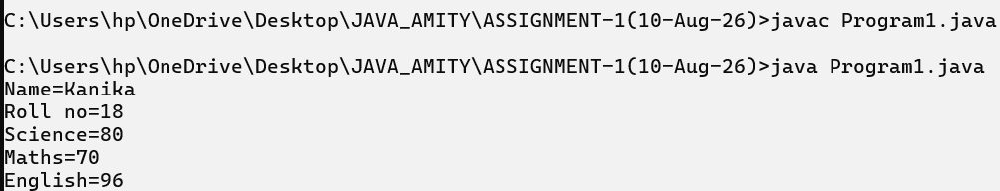 C:\Users\hp\OneDrive\Desktop\JAVA_AMITY\ASSIGNMENT-1(10-Aug-26)>javac Program1.java
C:\Users\hp\OneDrive\Desktop\JAVA_AMITY\ASSIGNMENT-1(10-Aug-26)>java Program1.java
Name=Kanika
Roll no=18
Science=80
Maths=70
English=96